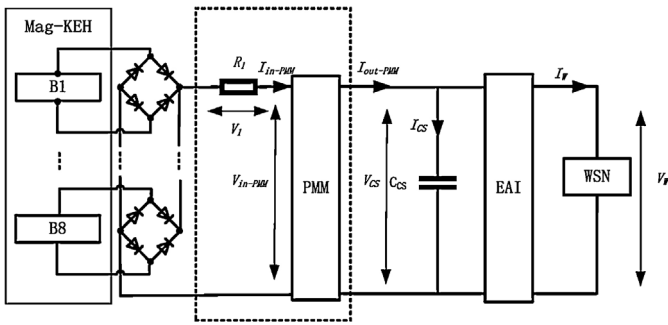 Mag-KEH
B1
B8
R1
Iin-PMM
V1
Vin-PMM
PMM
Iout-PMM
ICS
VCS
CCS
EAI
IW
WSN
VW